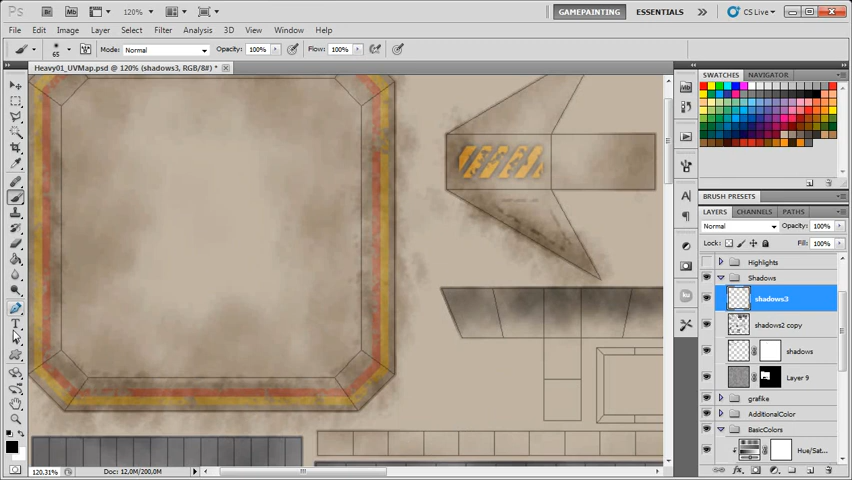 Ps Mb 120% GAMEPAINTING ESSENTIALS CS Live
File Edit Image Layer Select Filter Analysis 3D View Window Help
65 Mode: Normal Opacity: 100% Flow: 100%
Heavy01_UVMap.psd @ 120% (shadows3, RGB/8#) *
SWATCHES NAVIGATOR
BRUSH PRESETS
LAYERS CHANNELS PATHS
Normal Opacity: 100%
Lock: Fill: 100%
Highlights
Shadows
shadows3
shadows2 copy
shadows
Layer 9
grafike
AdditionalColor
BasicColors
Hue/Sat...
120.31% Doc: 12,0M/200,0M